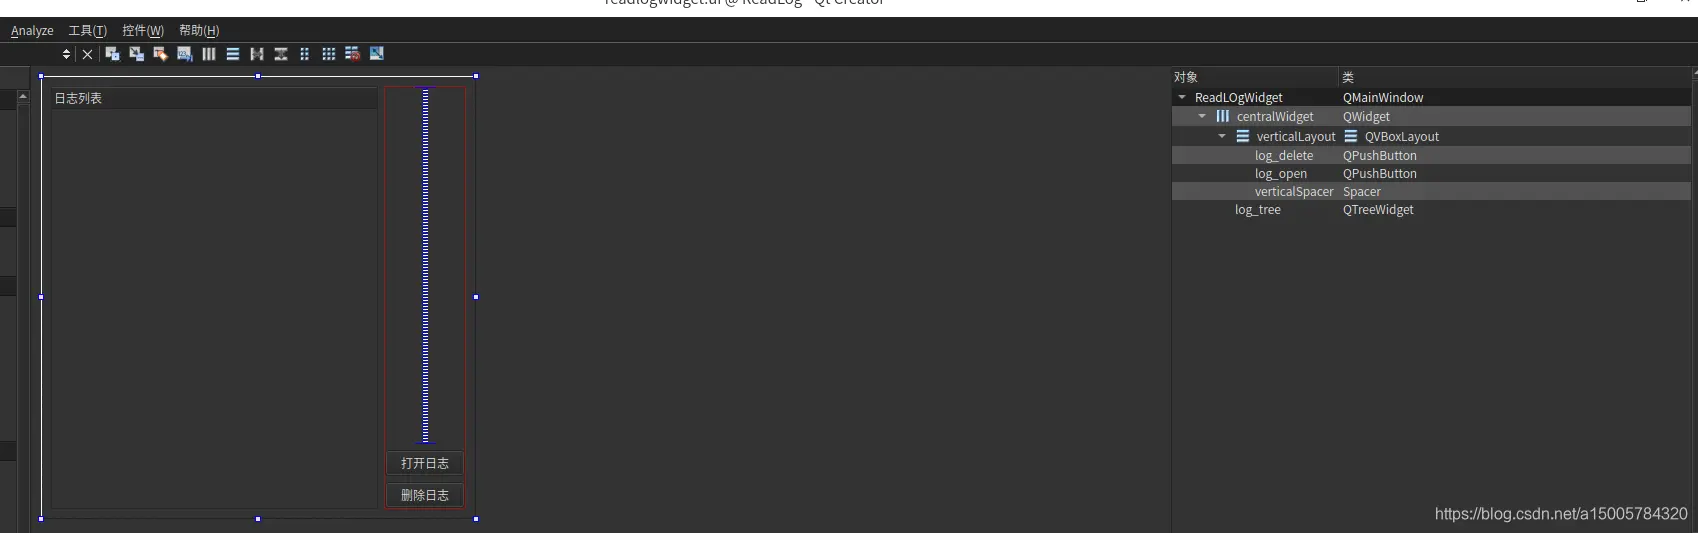 readlogwidget.ui @ ReadLog - Qt Creator
Analyze 工具(T) 控件(W) 帮助(H)
日志列表
打开日志
删除日志
对象 类
ReadLOgWidget QMainWindow
centralWidget QWidget
verticalLayout QVBoxLayout
log_delete QPushButton
log_open QPushButton
verticalSpacer Spacer
log_tree QTreeWidget
https://blog.csdn.net/a15005784320